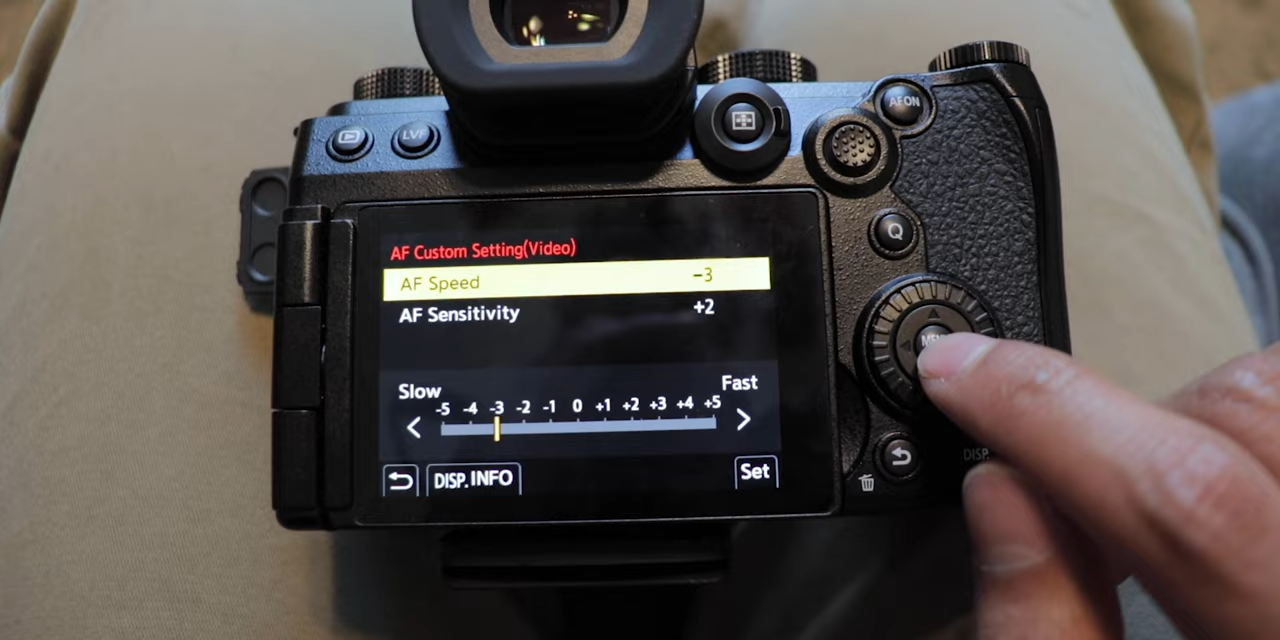 LVF
AF ON
Q
AF Custom Setting(Video)
AF Speed -3
AF Sensitivity +2
Slow Fast
-5 -4 -3 -2 -1 0 +1 +2 +3 +4 +5
DISP. INFO Set
DISP.